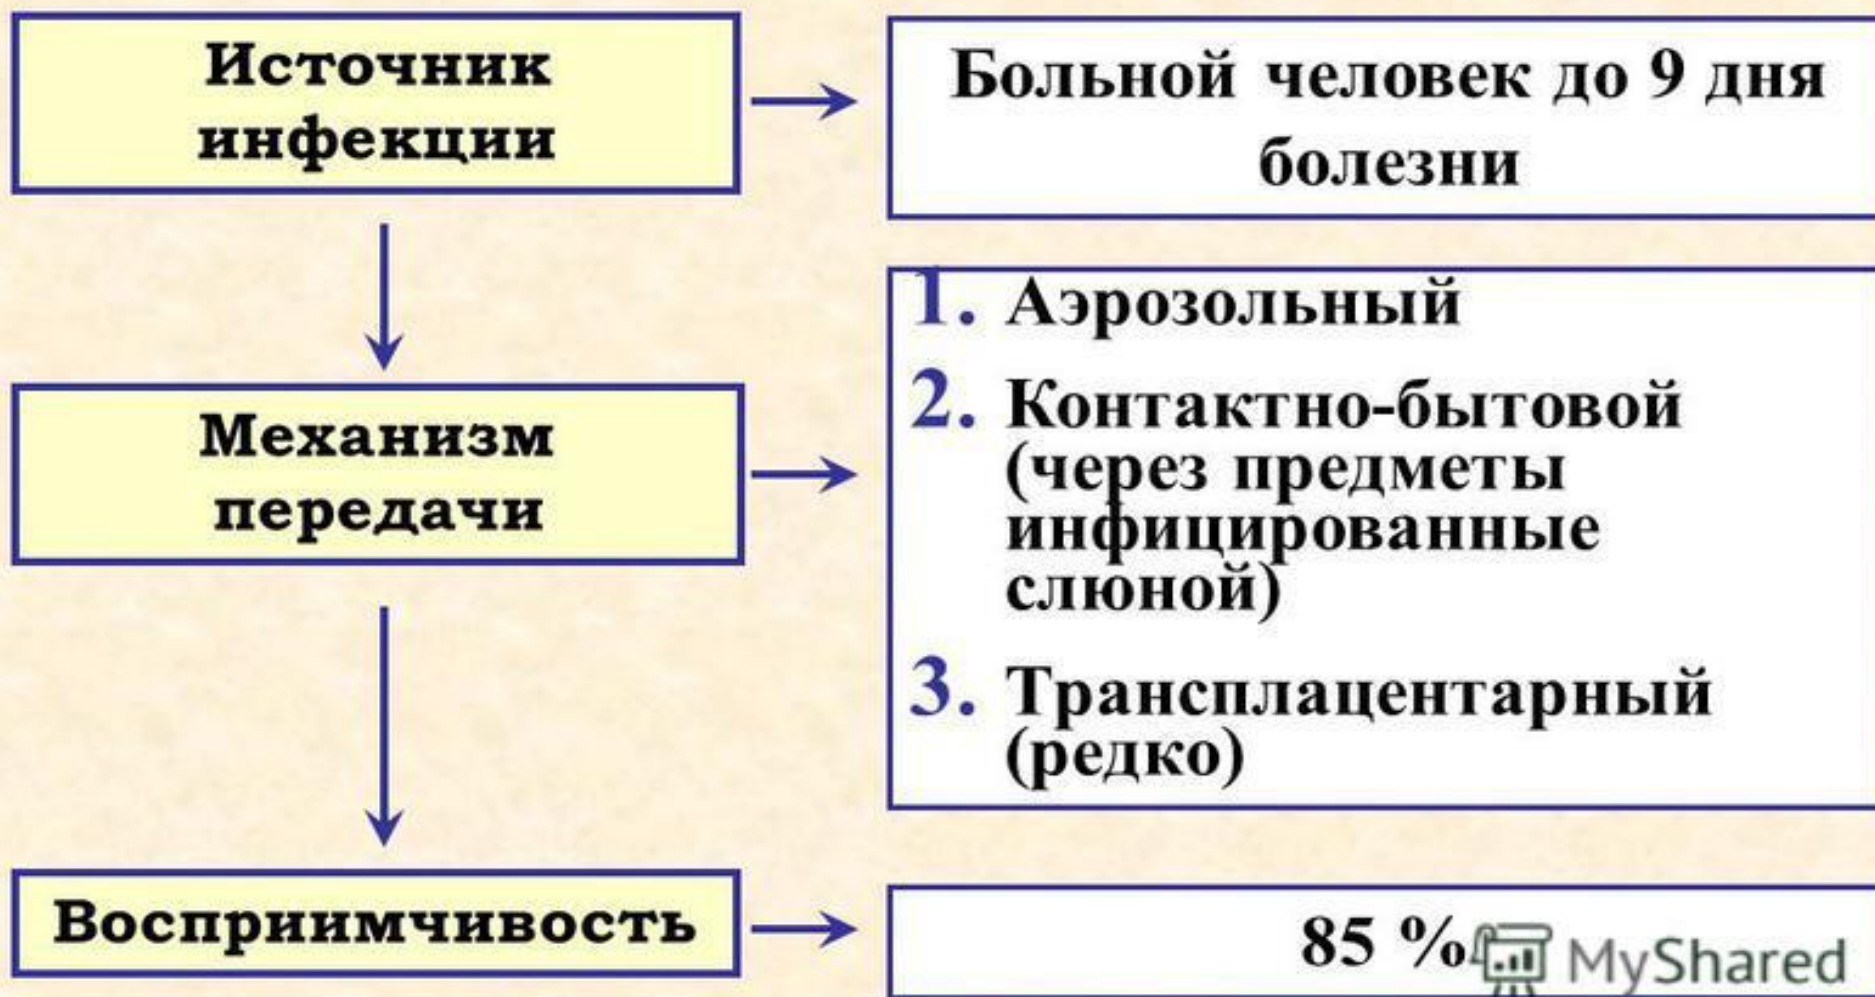 Источник
инфекции
Больной человек до 9 дня
болезни
Механизм
передачи
1. Аэрозольный
2. Контактно-бытовой
(через предметы
инфицированные
слюной)
3. Трансплацентарный
(редко)
Восприимчивость
85 %
MyShared